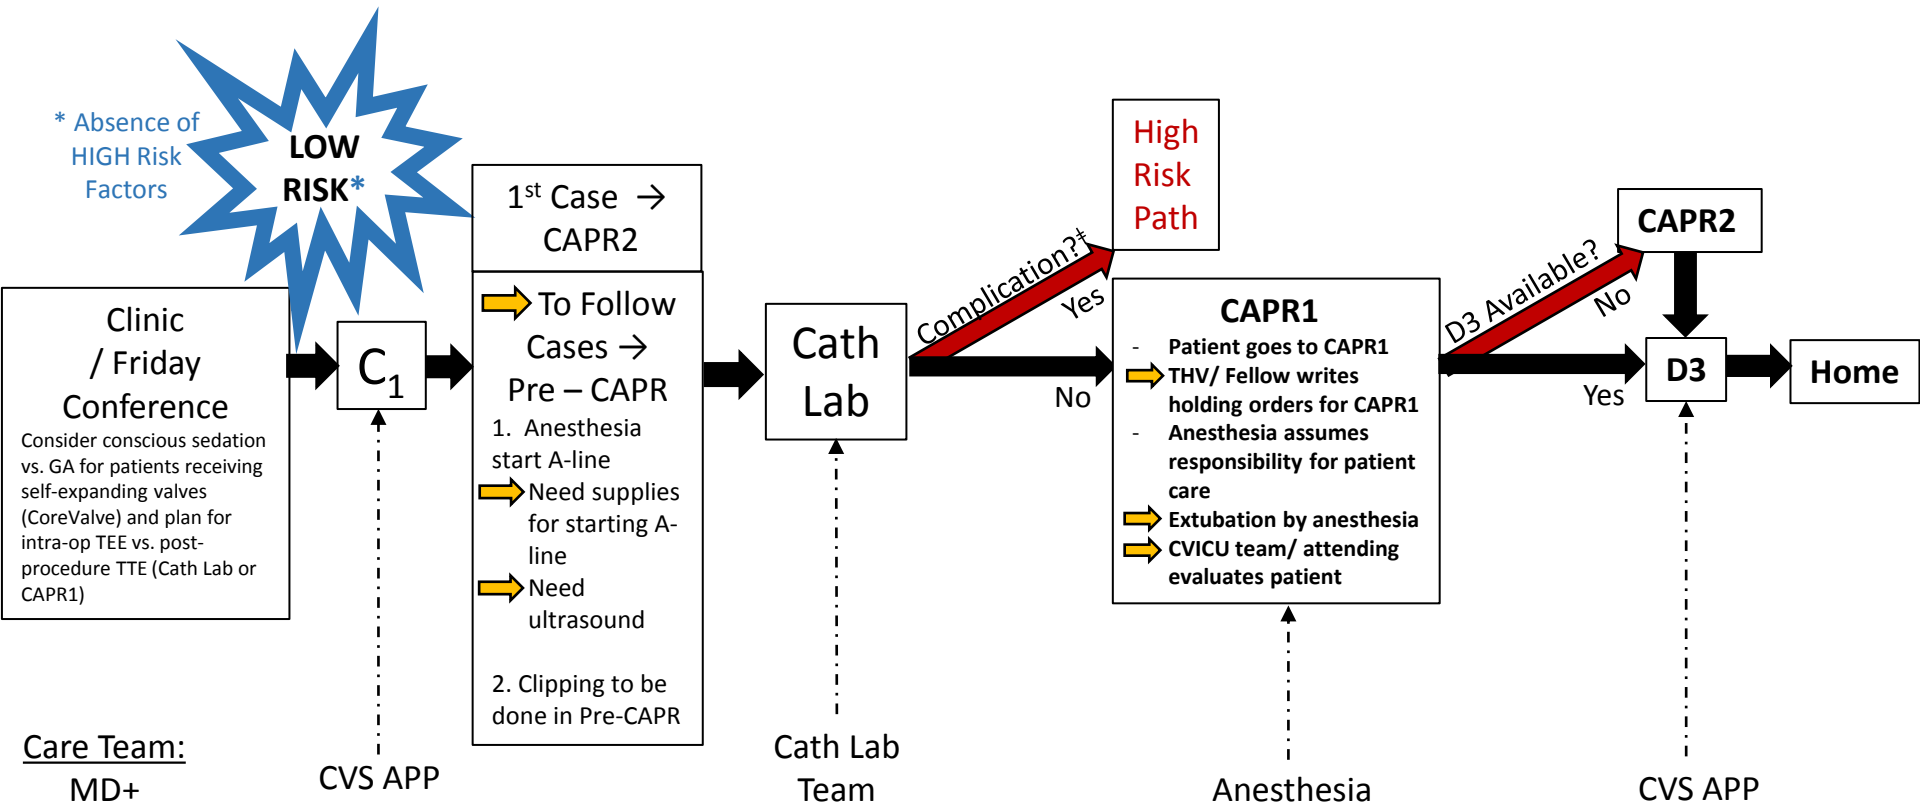 * Absence of
HIGH Risk
Factors
LOW
RISK*
Clinic
/ Friday
Conference
Consider conscious sedation
vs. GA for patients receiving
self-expanding valves
(CoreValve) and plan for
intra-op TEE vs. post-
procedure TTE (Cath Lab or
CAPR1)
C1
1st Case →
CAPR2
To Follow
Cases →
Pre – CAPR
1. Anesthesia
start A-line
Need supplies
for starting A-
line
Need
ultrasound
2. Clipping to be
done in Pre-CAPR
Cath
Lab
Complication?‡
Yes
No
High
Risk
Path
CAPR1
- Patient goes to CAPR1
THV/ Fellow writes
holding orders for CAPR1
- Anesthesia assumes
responsibility for patient
care
Extubation by anesthesia
CVICU team/ attending
evaluates patient
D3 Available?
No
Yes
CAPR2
D3
Home
Care Team:
MD+
CVS APP
Cath Lab
Team
Anesthesia
CVS APP